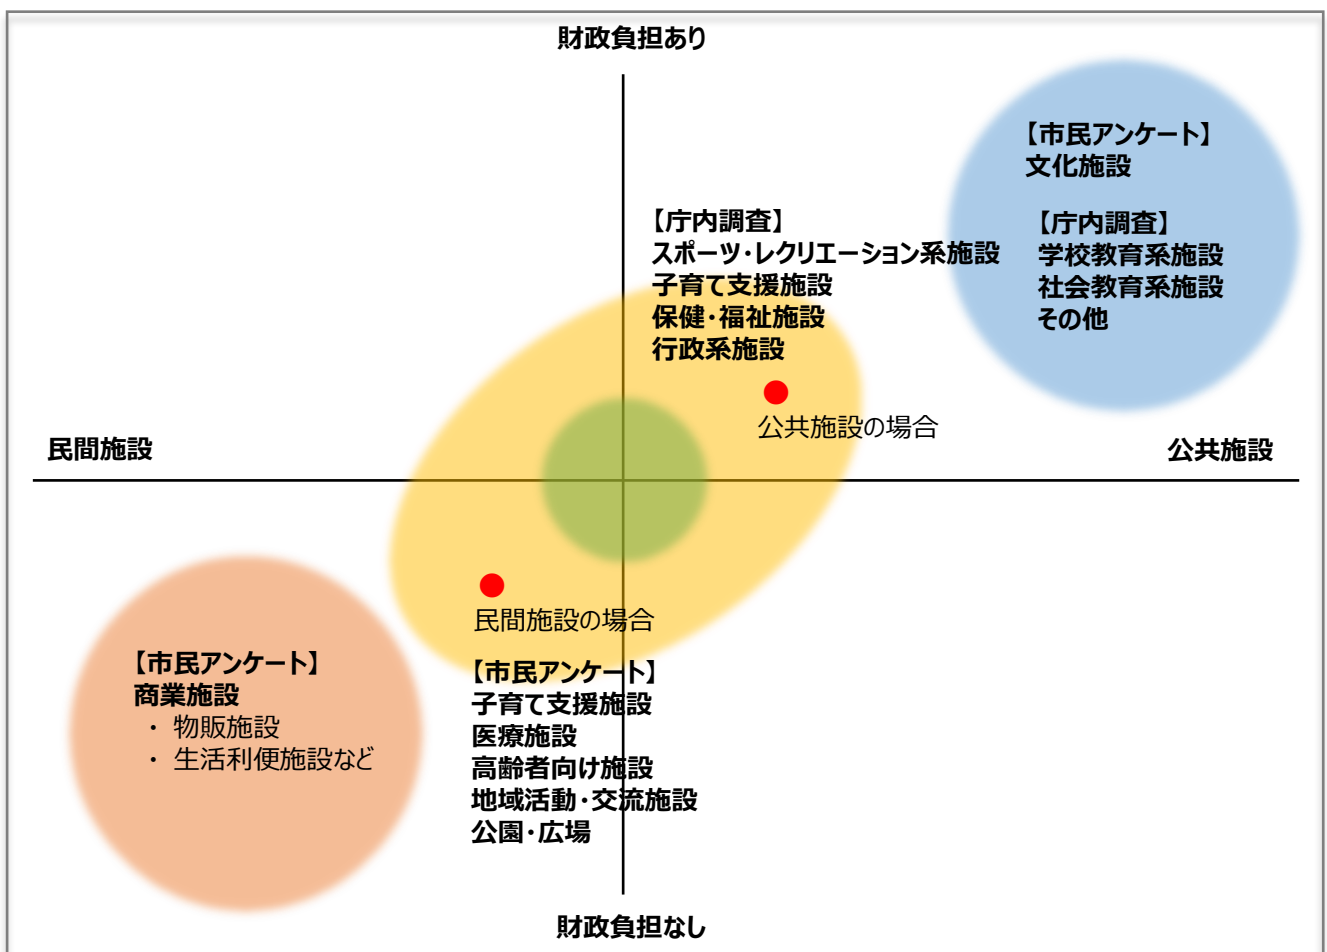 財政負担あり
【市民アンケート】
文化施設
【庁内調査】
学校教育系施設
社会教育系施設
その他
【庁内調査】
スポーツ・レクリエーション系施設
子育て支援施設
保健・福祉施設
行政系施設
公共施設の場合
民間施設
公共施設
民間施設の場合
【市民アンケート】
商業施設
・ 物販施設
・ 生活利便施設など
【市民アンケート】
子育て支援施設
医療施設
高齢者向け施設
地域活動・交流施設
公園・広場
財政負担なし